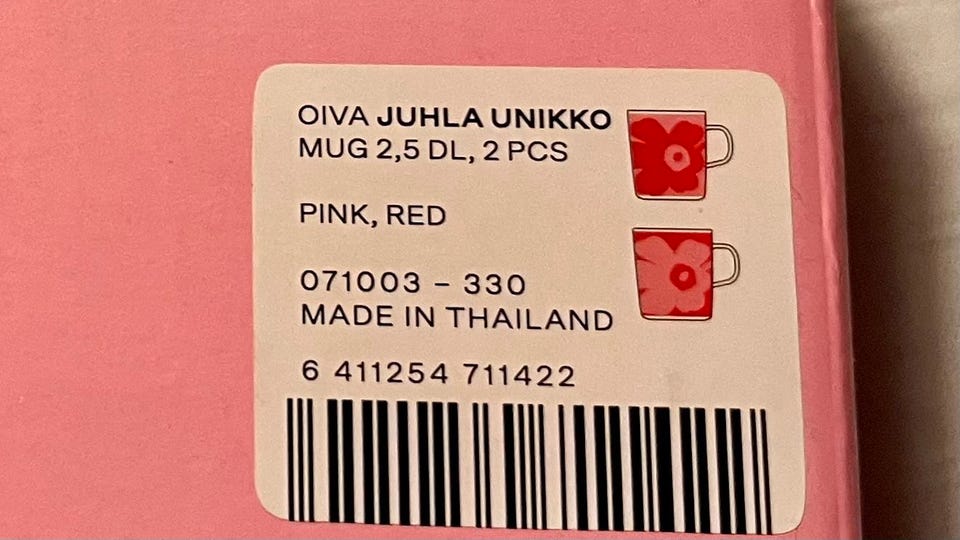 OIVA JUHLA UNIKKO
MUG 2,5 DL, 2 PCS
PINK, RED
071003 – 330
MADE IN THAILAND
6 411254 711422